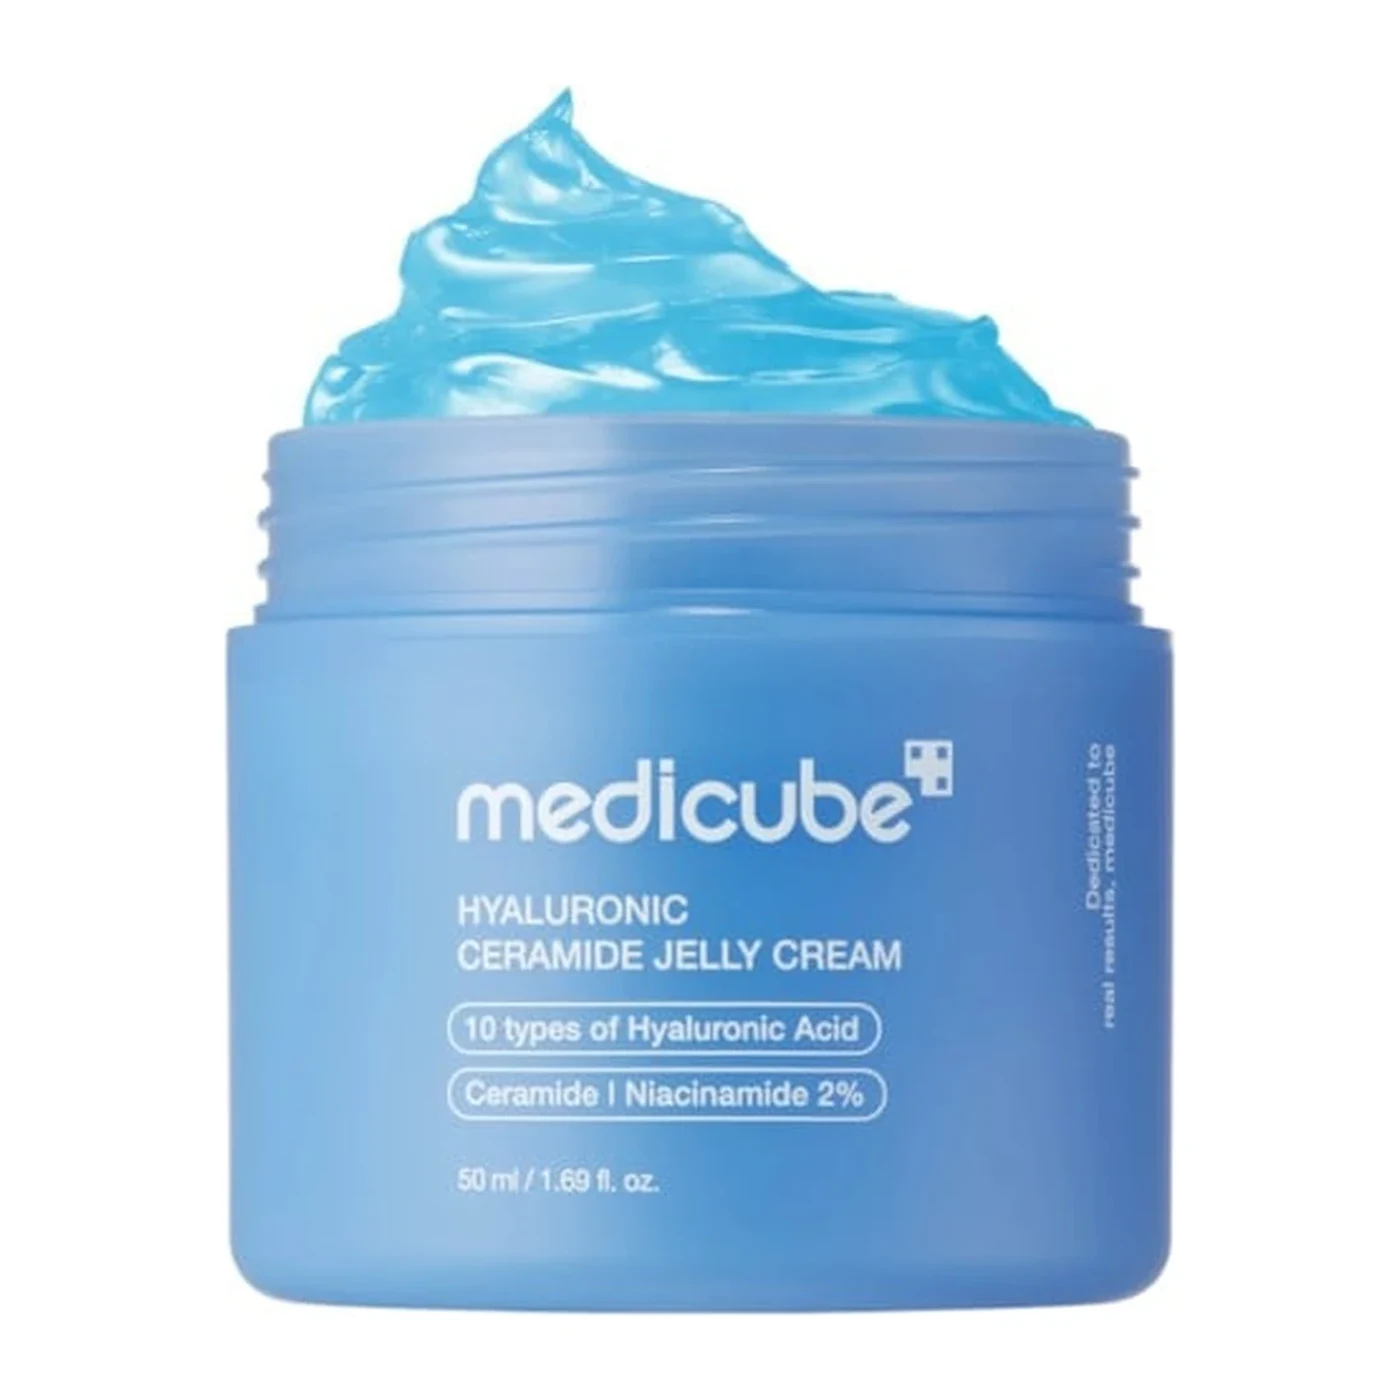 medicube
HYALURONIC
CERAMIDE JELLY CREAM
10 types of Hyaluronic Acid
Ceramide | Niacinamide 2%
50 ml / 1.69 fl. oz.
Dedicated to
real results, medicube